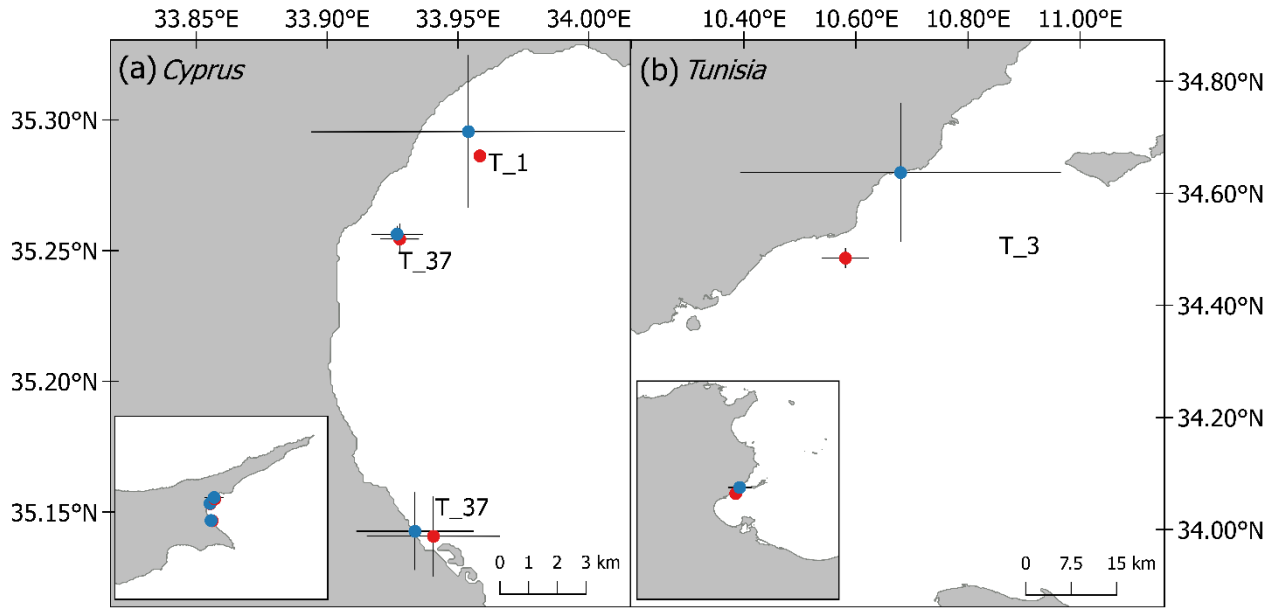 33.85°E 33.90°E 33.95°E 34.00°E 10.40°E 10.60°E 10.80°E 11.00°E
(a) Cyprus
(b) Tunisia
34.80°N
35.30°N
T_1
34.60°N
35.25°N
T_37
T_3
34.40°N
35.20°N
34.20°N
35.15°N
T_37
34.00°N
0 1 2 3 km
0 7.5 15 km